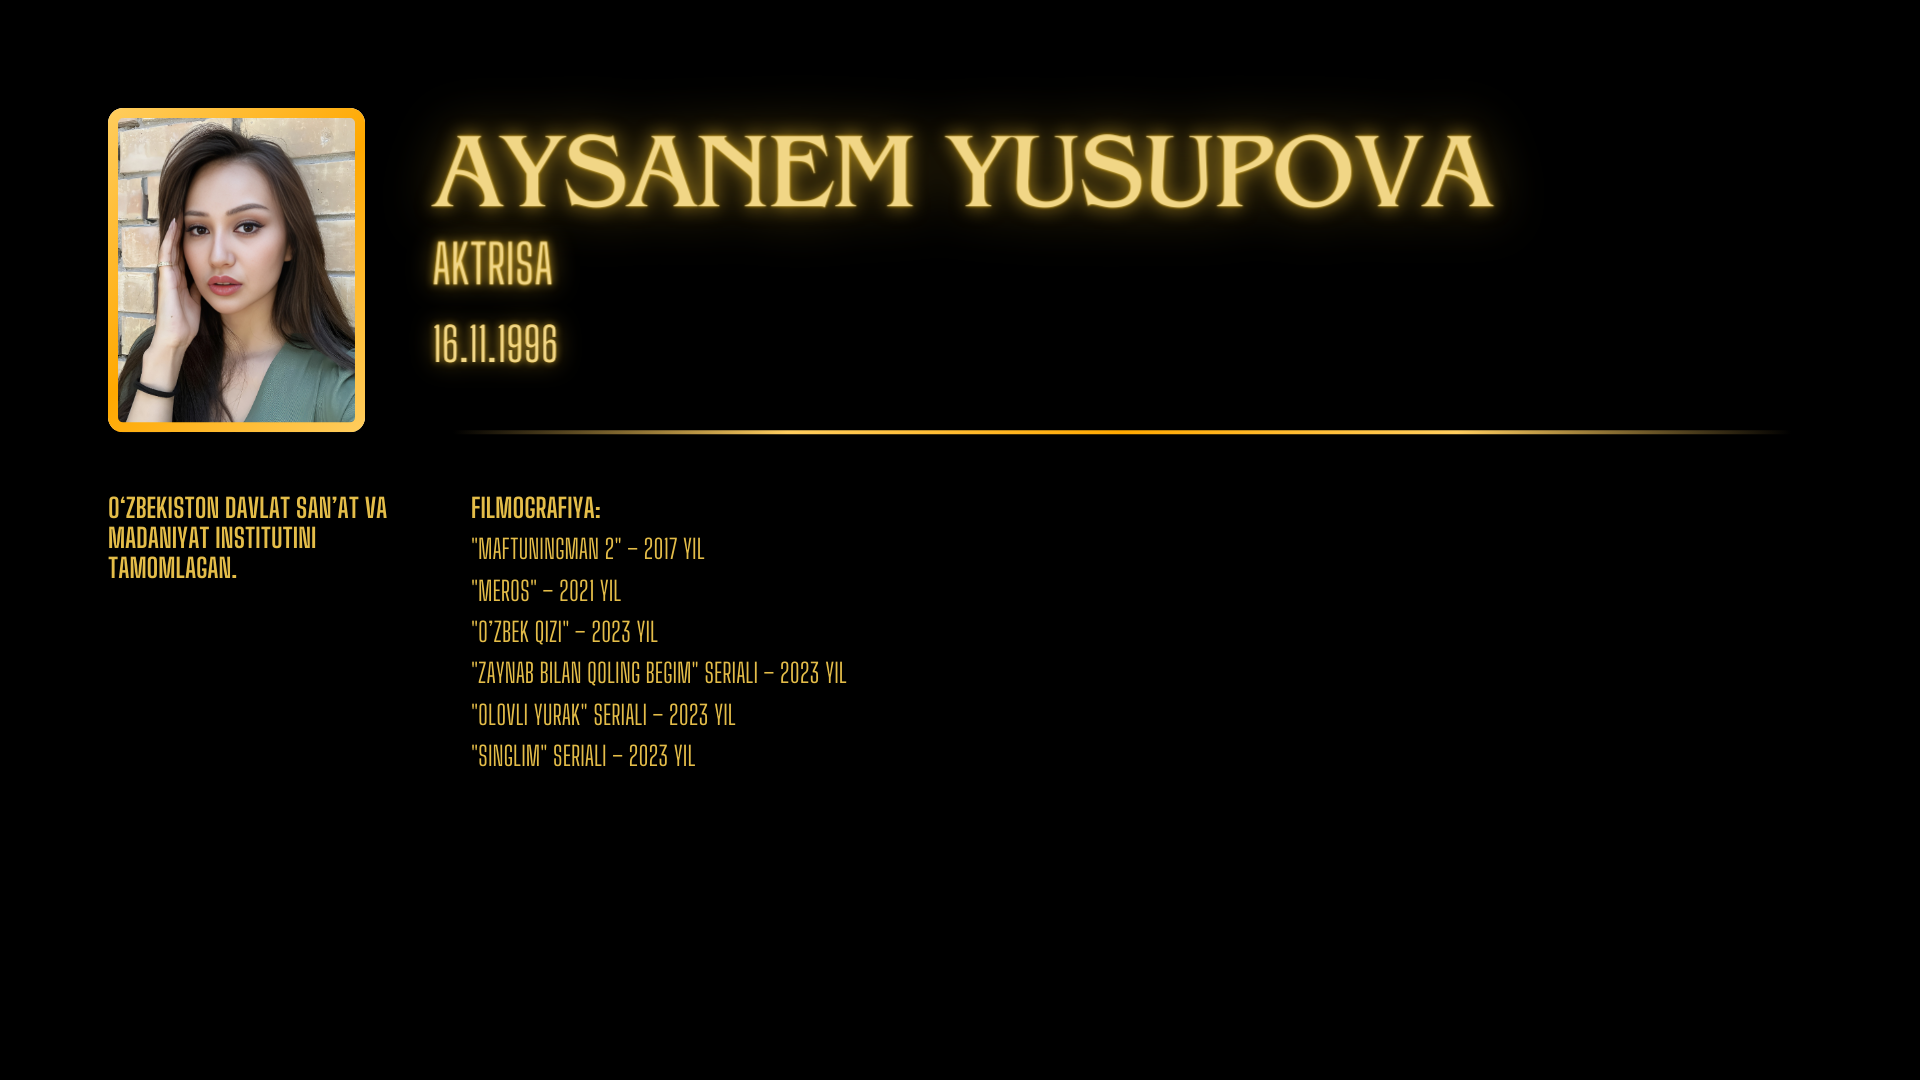 AYSANEM YUSUPOVA
AKTRISA
16.11.1996
O‘ZBEKISTON DAVLAT SAN’AT VA
MADANIYAT INSTITUTINI
TAMOMLAGAN.
FILMOGRAFIYA:
"MAFTUNINGMAN 2" – 2017 YIL
"MEROS" – 2021 YIL
"O’ZBEK QIZI" – 2023 YIL
"ZAYNAB BILAN QOLING BEGIM" SERIALI – 2023 YIL
"OLOVLI YURAK" SERIALI – 2023 YIL
"SINGLIM" SERIALI – 2023 YIL